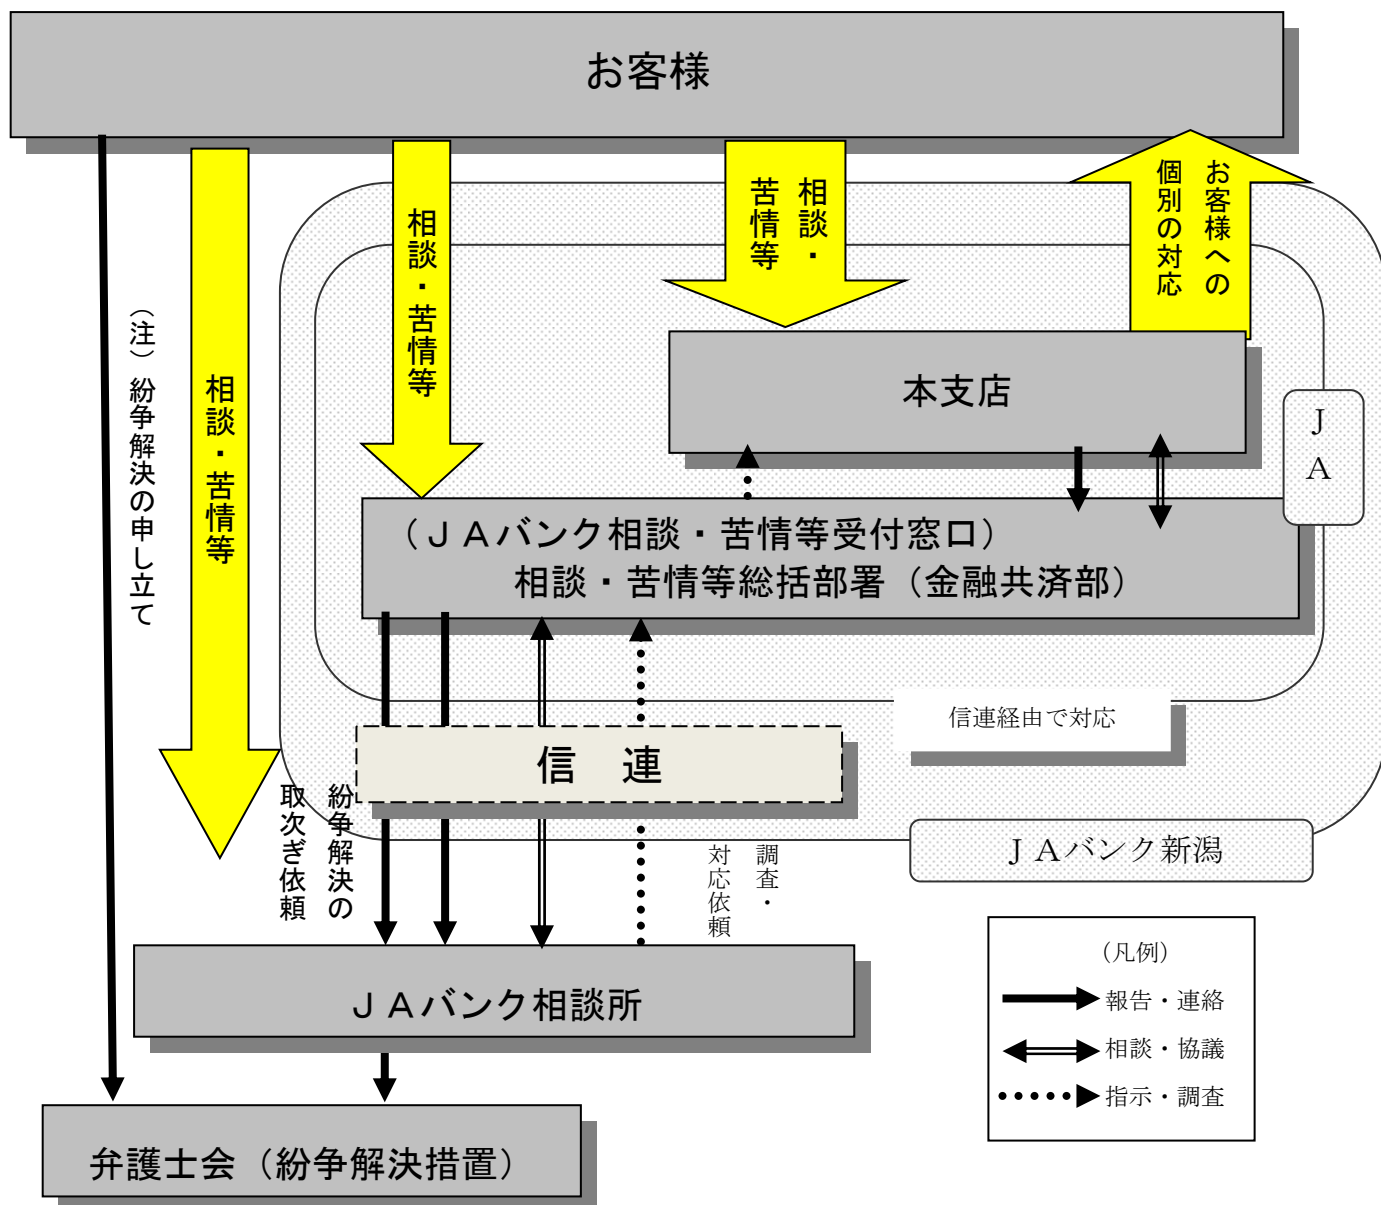 お客様
相談・
苦情等
お客様への
個別の対応
相談・苦情等
相談・苦情等
（注）紛争解決の申し立て
本支店
ＪＡ
（ＪＡバンク相談・苦情等受付窓口）
相談・苦情等総括部署（金融共済部）
信連経由で対応
信　連
紛争解決の
取次ぎ依頼
調査・
対応依頼
ＪＡバンク新潟
ＪＡバンク相談所
（凡例）
報告・連絡
相談・協議
指示・調査
弁護士会（紛争解決措置）